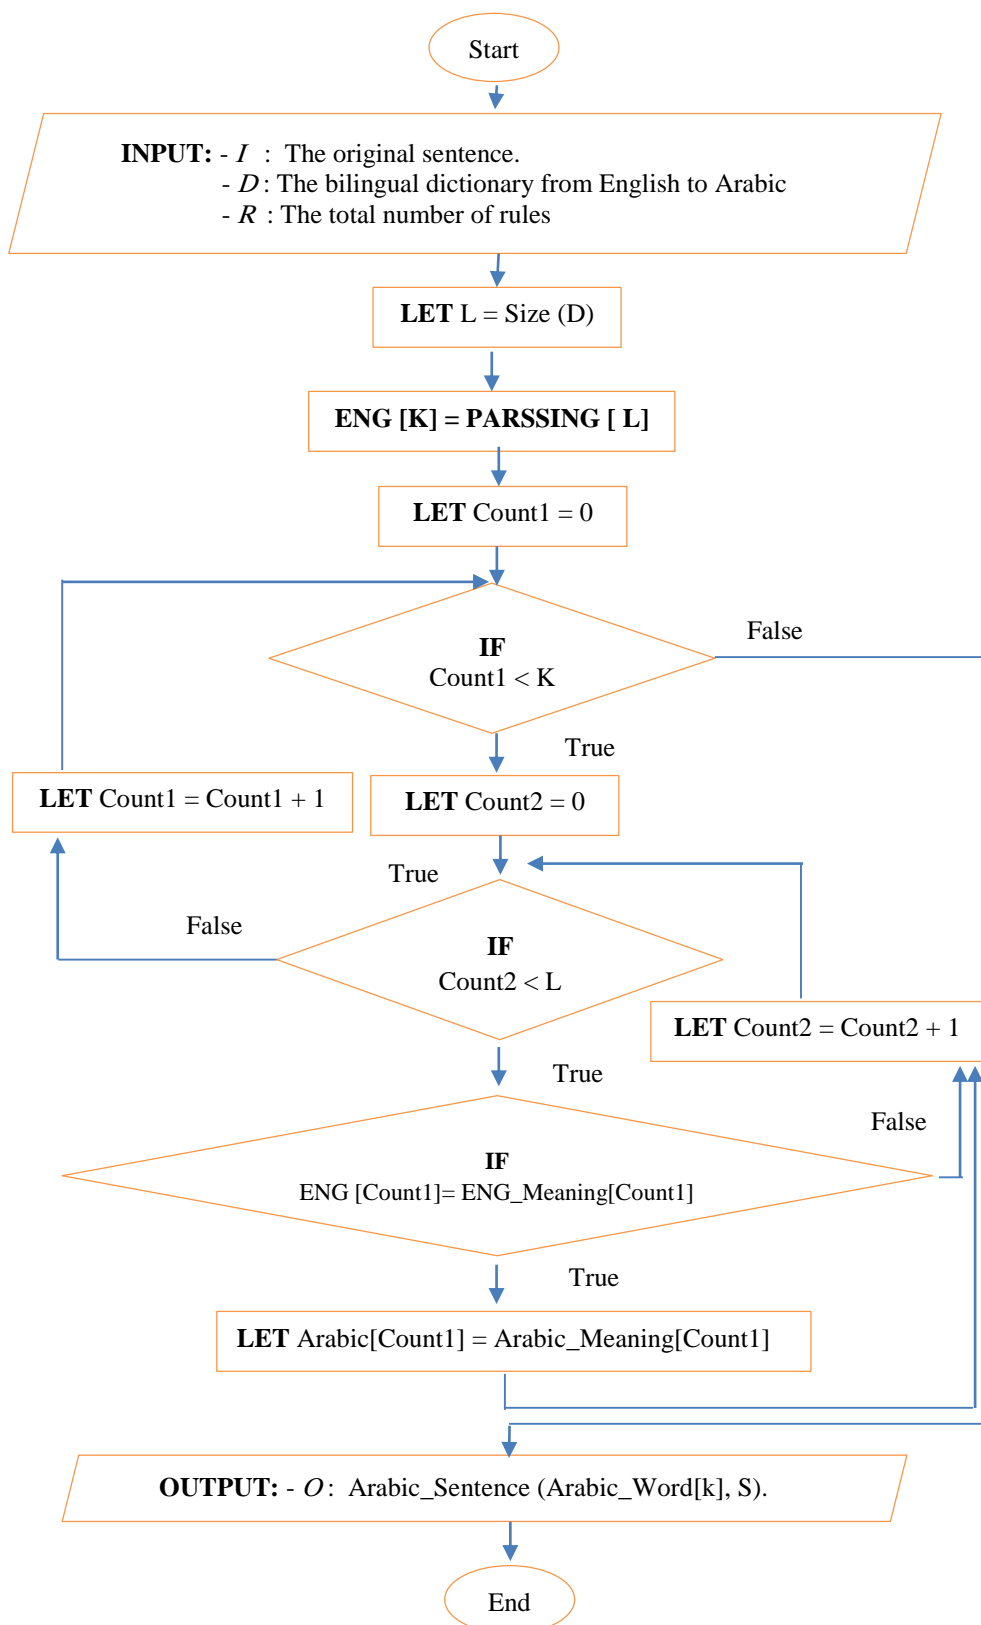 Start
INPUT: - I : The original sentence.
- D : The bilingual dictionary from English to Arabic
- R : The total number of rules
LET L = Size (D)
ENG [K] = PARSSING [ L]
LET Count1 = 0
IF
Count1 < K
False
True
LET Count1 = Count1 + 1
LET Count2 = 0
True
False
IF
Count2 < L
LET Count2 = Count2 + 1
True
False
IF
ENG [Count1]= ENG_Meaning[Count1]
True
LET Arabic[Count1] = Arabic_Meaning[Count1]
OUTPUT: - O : Arabic_Sentence (Arabic_Word[k], S).
End